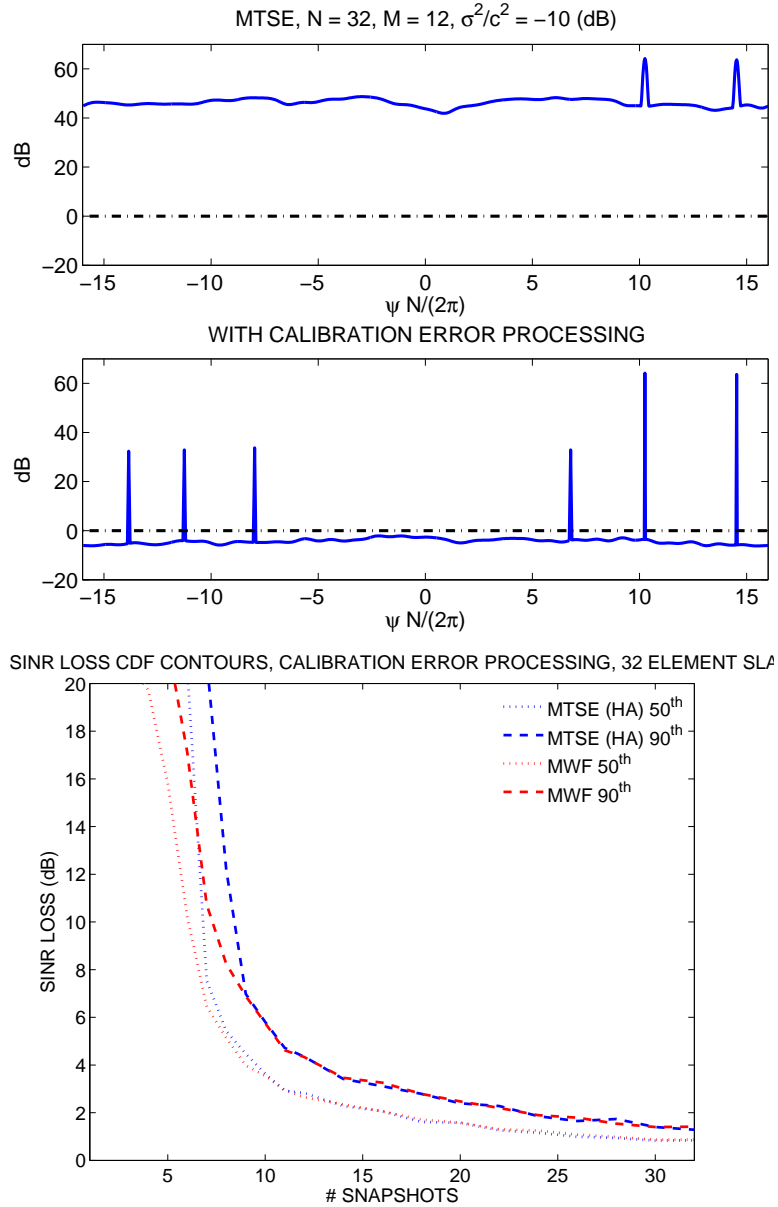 MTSE, N = 32, M = 12, σ²/c² = −10 (dB)
60
40
20
0
−20
dB
−15 −10 −5 0 5 10 15
ψ N/(2π)
WITH CALIBRATION ERROR PROCESSING
60
40
20
0
−20
dB
−15 −10 −5 0 5 10 15
ψ N/(2π)
SINR LOSS CDF CONTOURS, CALIBRATION ERROR PROCESSING, 32 ELEMENT SLA
20
18
16
14
12
10
8
6
4
2
0
SINR LOSS (dB)
MTSE (HA) 50th
MTSE (HA) 90th
MWF 50th
MWF 90th
5 10 15 20 25 30
# SNAPSHOTS